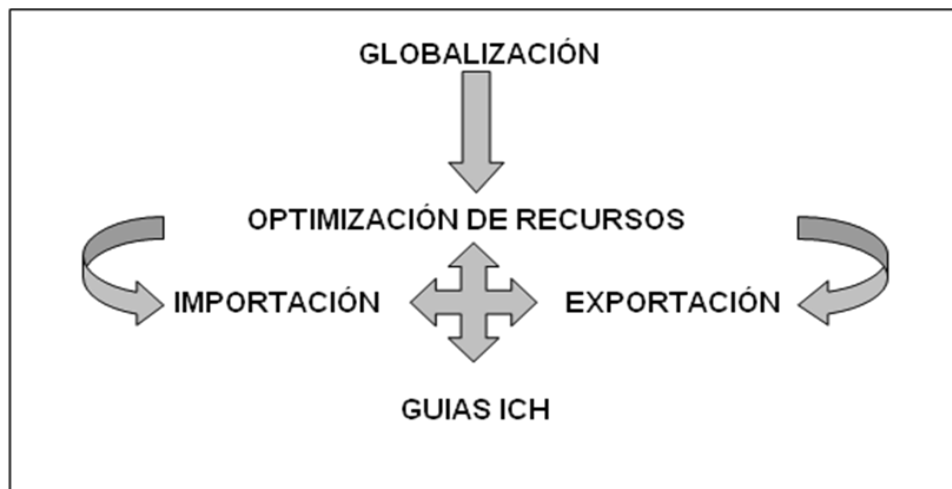 GLOBALIZACIÓN
OPTIMIZACIÓN DE RECURSOS
IMPORTACIÓN
EXPORTACIÓN
GUIAS ICH